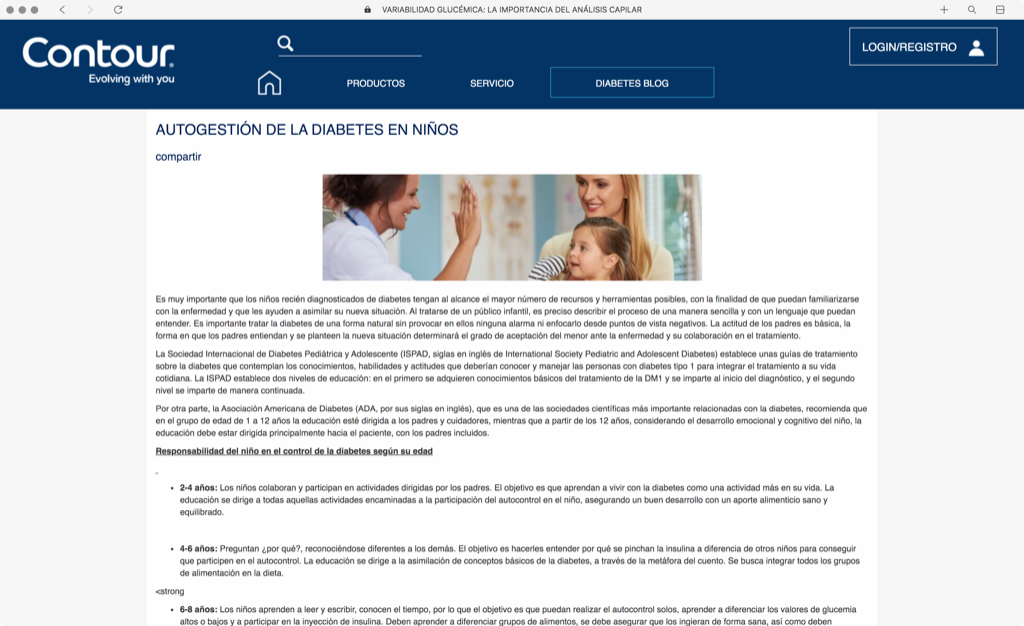 VARIABILIDAD GLUCÉMICA: LA IMPORTANCIA DEL ANÁLISIS CAPILAR
Contour®
Evolving with you
LOGIN/REGISTRO
PRODUCTOS
SERVICIO
DIABETES BLOG
AUTOGESTIÓN DE LA DIABETES EN NIÑOS
compartir
Es muy importante que los niños recién diagnosticados de diabetes tengan al alcance el mayor número de recursos y herramientas posibles, con la finalidad de que puedan familiarizarse
con la enfermedad y que les ayuden a asimilar su nueva situación. Al tratarse de un público infantil, es preciso describir el proceso de una manera sencilla y con un lenguaje que puedan
entender. Es importante tratar la diabetes de una forma natural sin provocar en ellos ninguna alarma ni enfocarlo desde puntos de vista negativos. La actitud de los padres es básica, la
forma en que los padres entiendan y se planteen la nueva situación determinará el grado de aceptación del menor ante la enfermedad y su colaboración en el tratamiento.
La Sociedad Internacional de Diabetes Pediátrica y Adolescente (ISPAD, siglas en inglés de International Society Pediatric and Adolescent Diabetes) establece unas guías de tratamiento
sobre la diabetes que contemplan los conocimientos, habilidades y actitudes que deberían conocer y manejar las personas con diabetes tipo 1 para integrar el tratamiento a su vida
cotidiana. La ISPAD establece dos niveles de educación: en el primero se adquieren conocimientos básicos del tratamiento de la DM1 y se imparte al inicio del diagnóstico, y el segundo
nivel se imparte de manera continuada.
Por otra parte, la Asociación Americana de Diabetes (ADA, por sus siglas en inglés), que es una de las sociedades científicas más importante relacionadas con la diabetes, recomienda que
en el grupo de edad de 1 a 12 años la educación esté dirigida a los padres y cuidadores, mientras que a partir de los 12 años, considerando el desarrollo emocional y cognitivo del niño, la
educación debe estar dirigida principalmente hacia el paciente, con los padres incluidos.
Responsabilidad del niño en el control de la diabetes según su edad
.
• 2-4 años: Los niños colaboran y participan en actividades dirigidas por los padres. El objetivo es que aprendan a vivir con la diabetes como una actividad más en su vida. La
educación se dirige a todas aquellas actividades encaminadas a la participación del autocontrol en el niño, asegurando un buen desarrollo con un aporte alimenticio sano y
equilibrado.
• 4-6 años: Preguntan ¿por qué?, reconociéndose diferentes a los demás. El objetivo es hacerles entender por qué se pinchan la insulina a diferencia de otros niños para conseguir
que participen en el autocontrol. La educación se dirige a la asimilación de conceptos básicos de la diabetes, a través de la metáfora del cuento. Se busca integrar todos los grupos
de alimentación en la dieta.
<strong
• 6-8 años: Los niños aprenden a leer y escribir, conocen el tiempo, por lo que el objetivo es que puedan realizar el autocontrol solos, aprender a diferenciar los valores de glucemia
altos o bajos y a participar en la inyección de insulina. Deben aprender a diferenciar grupos de alimentos, se debe asegurar que los ingieran de forma sana, así como deben